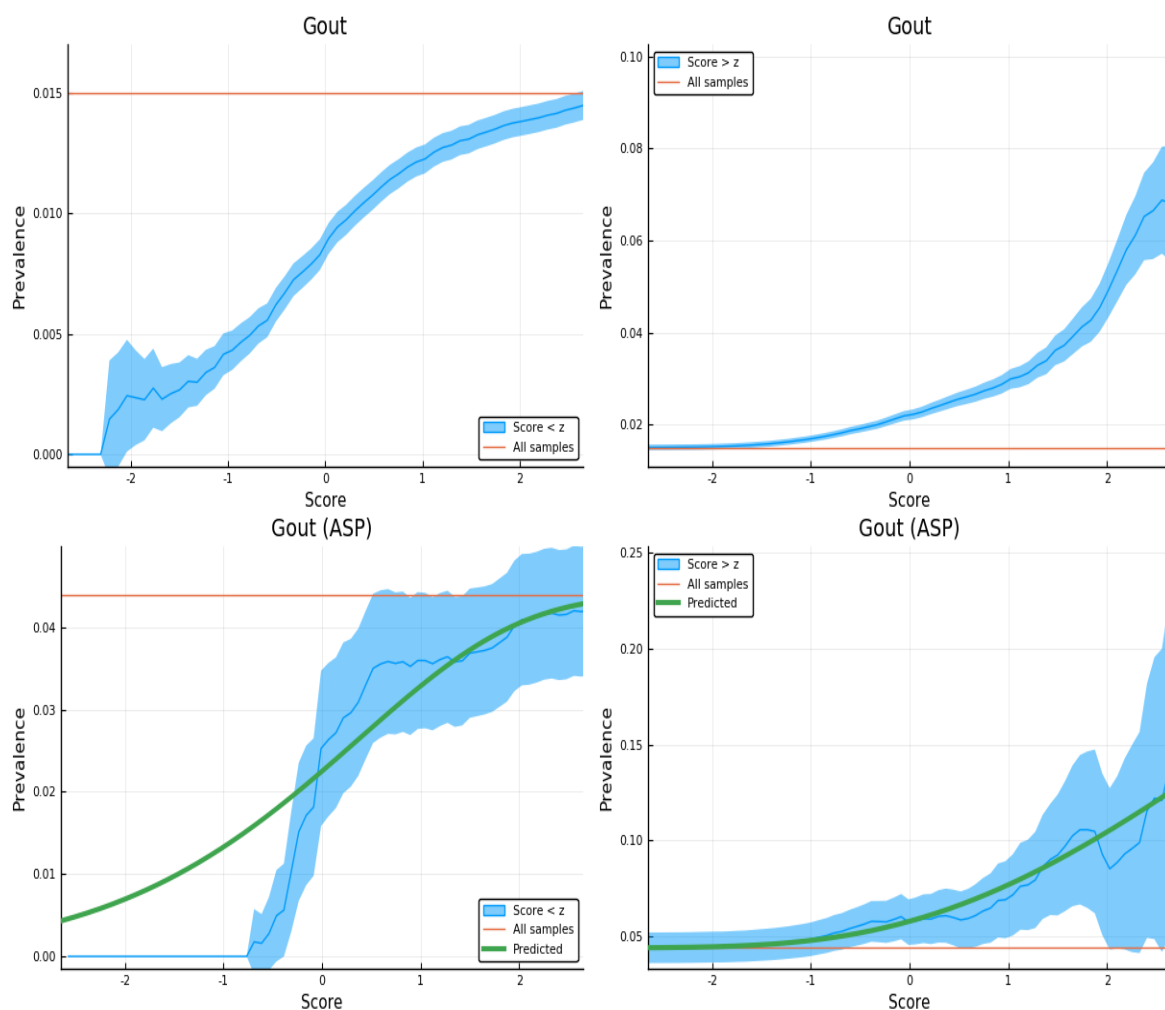 Gout
Prevalence
0.015
0.010
0.005
0.000
Score < z
All samples
-2 -1 0 1 2
Score
Gout
Prevalence
0.10
0.08
0.06
0.04
0.02
Score > z
All samples
-2 -1 0 1 2
Score
Gout (ASP)
Prevalence
0.04
0.03
0.02
0.01
0.00
Score < z
All samples
Predicted
-2 -1 0 1 2
Score
Gout (ASP)
Prevalence
0.25
0.20
0.15
0.10
0.05
Score > z
All samples
Predicted
-2 -1 0 1 2
Score